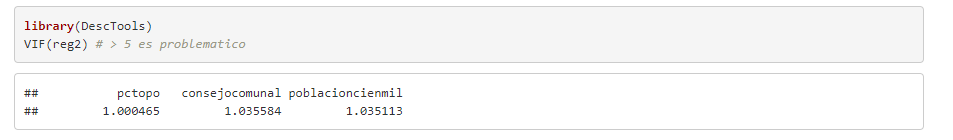 library(DescTools)
VIF(reg2) # > 5 es problematico
##           pctopo   consejocomunal poblacioncienmil
##         1.000465         1.035584         1.035113